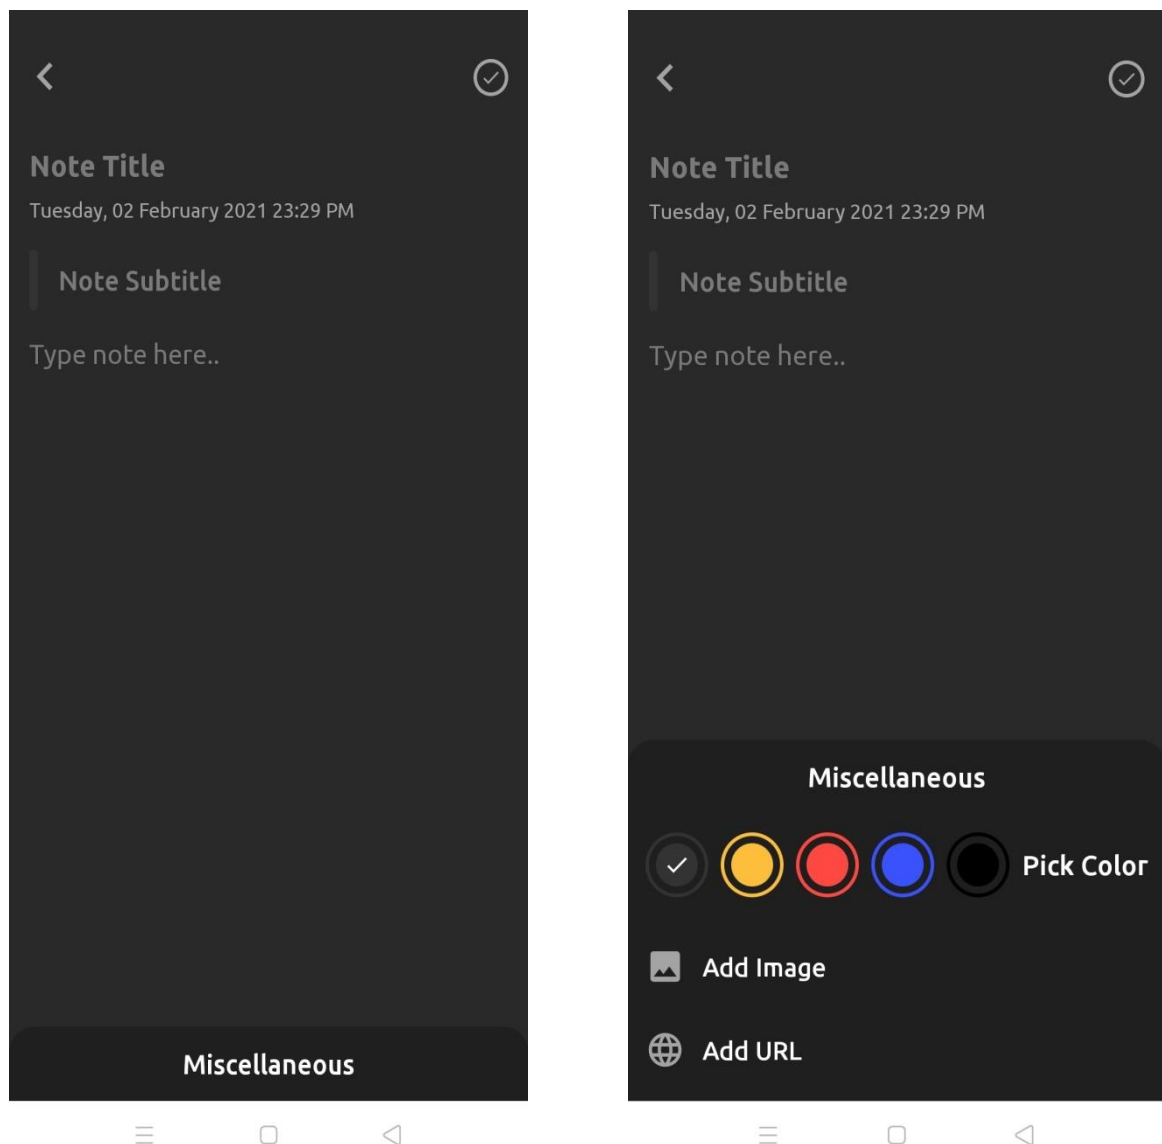 Note Title
Tuesday, 02 February 2021 23:29 PM
Note Subtitle
Type note here..
Miscellaneous
Note Title
Tuesday, 02 February 2021 23:29 PM
Note Subtitle
Type note here..
Miscellaneous
Pick Color
Add Image
Add URL